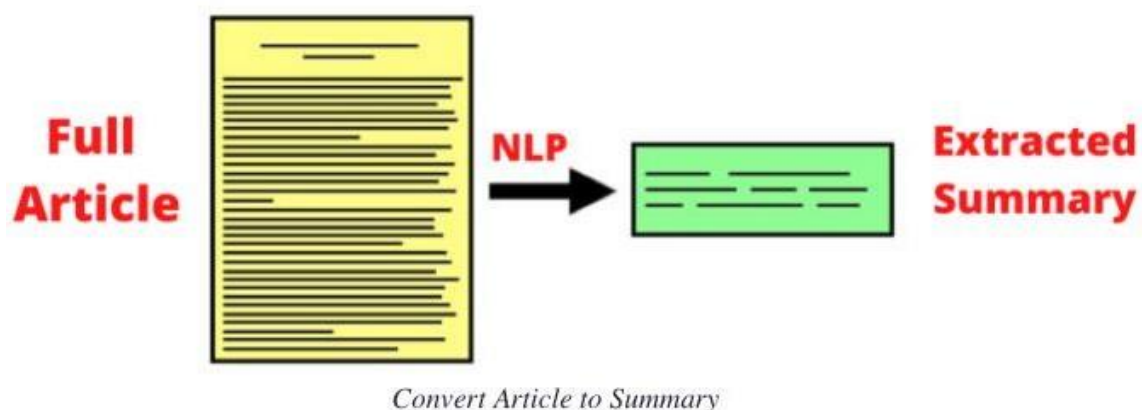 Full
Article
NLP
Extracted
Summary
Convert Article to Summary